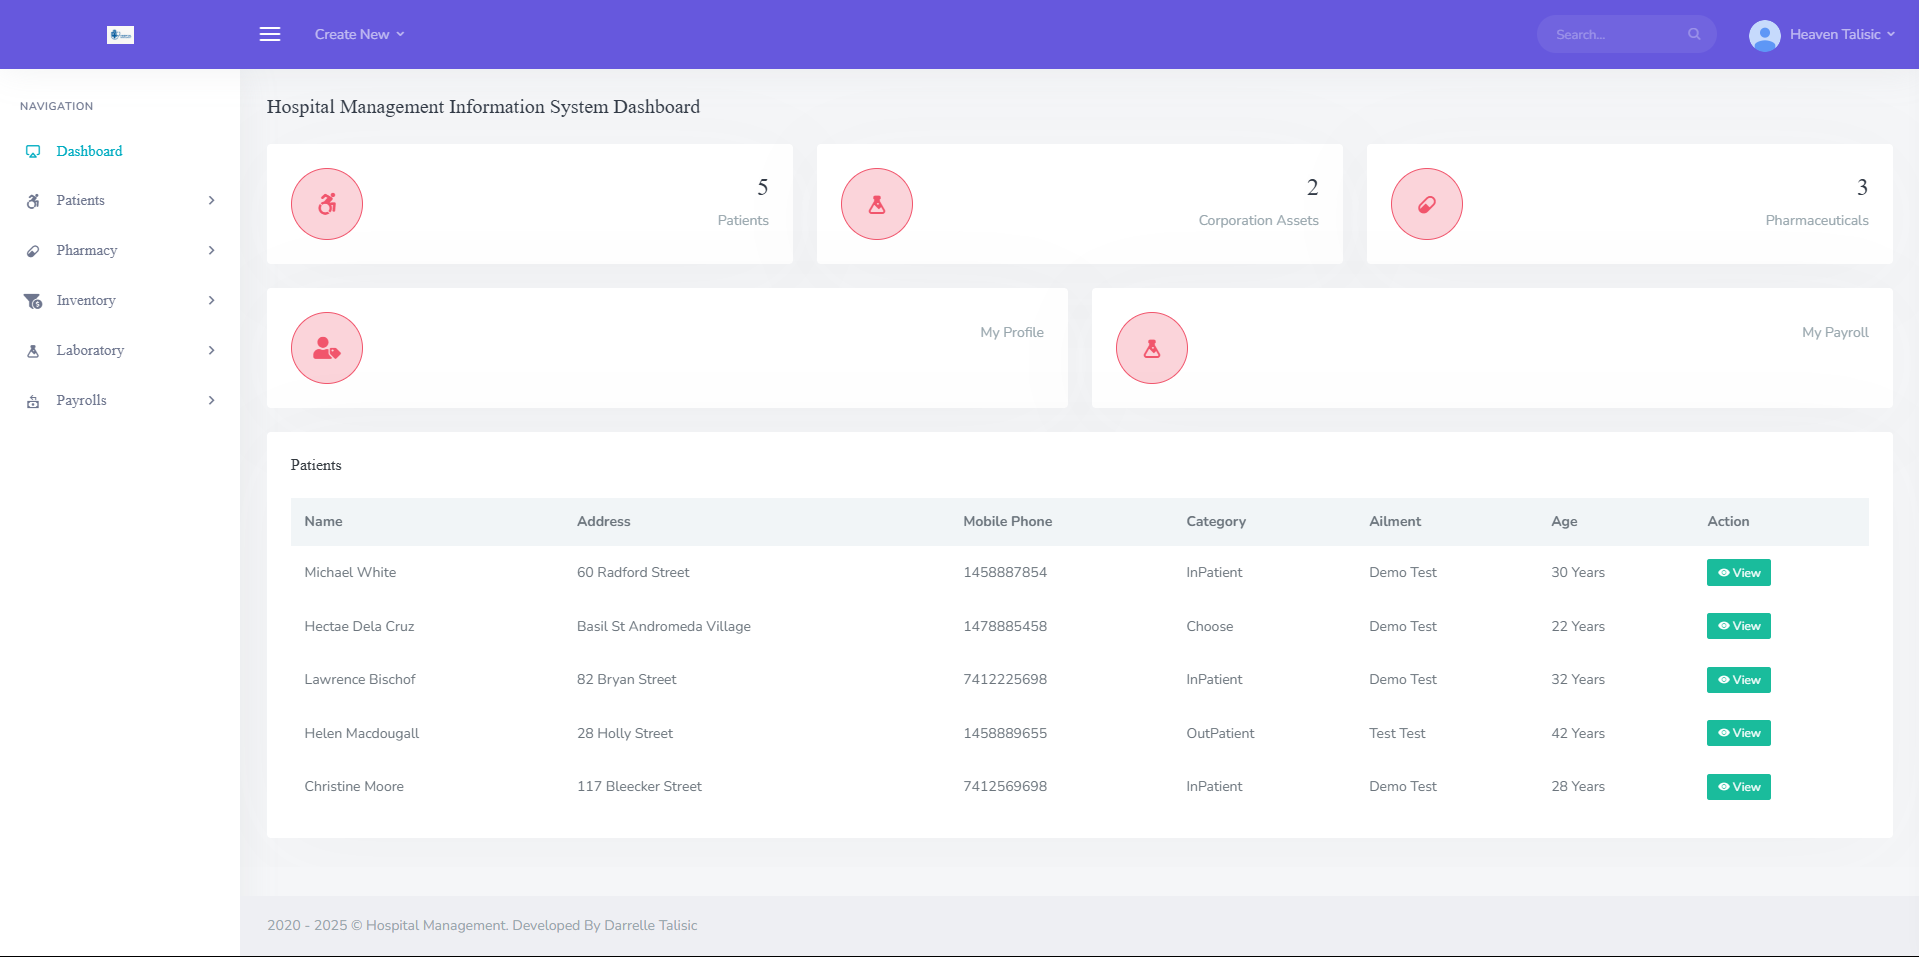 Create New
Search...
Heaven Talisic
NAVIGATION
Dashboard
Patients
Pharmacy
Inventory
Laboratory
Payrolls
Hospital Management Information System Dashboard
5
Patients
2
Corporation Assets
3
Pharmaceuticals
My Profile
My Payroll
Patients
Name Address Mobile Phone Category Ailment Age Action
Michael White 60 Radford Street 1458887854 InPatient Demo Test 30 Years View
Hectae Dela Cruz Basil St Andromeda Village 1478885458 Choose Demo Test 22 Years View
Lawrence Bischof 82 Bryan Street 7412225698 InPatient Demo Test 32 Years View
Helen Macdougall 28 Holly Street 1458889655 OutPatient Test Test 42 Years View
Christine Moore 117 Bleecker Street 7412569698 InPatient Demo Test 28 Years View
2020 - 2025 © Hospital Management. Developed By Darrelle Talisic